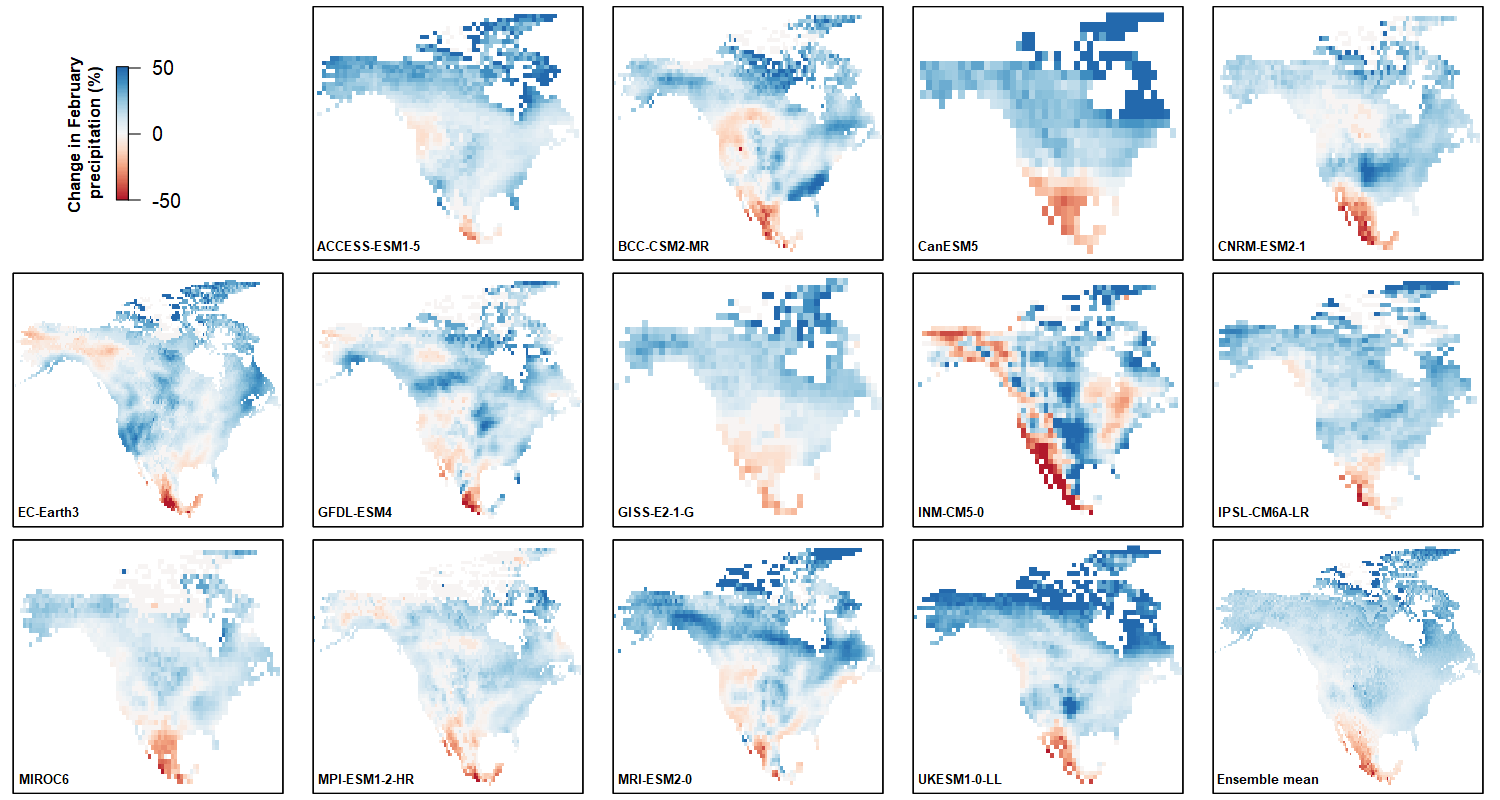 Change in February
precipitation (%)
50
0
-50
ACCESS-ESM1-5
BCC-CSM2-MR
CanESM5
CNRM-ESM2-1
EC-Earth3
GFDL-ESM4
GISS-E2-1-G
INM-CM5-0
IPSL-CM6A-LR
MIROC6
MPI-ESM1-2-HR
MRI-ESM2-0
UKESM1-0-LL
Ensemble mean